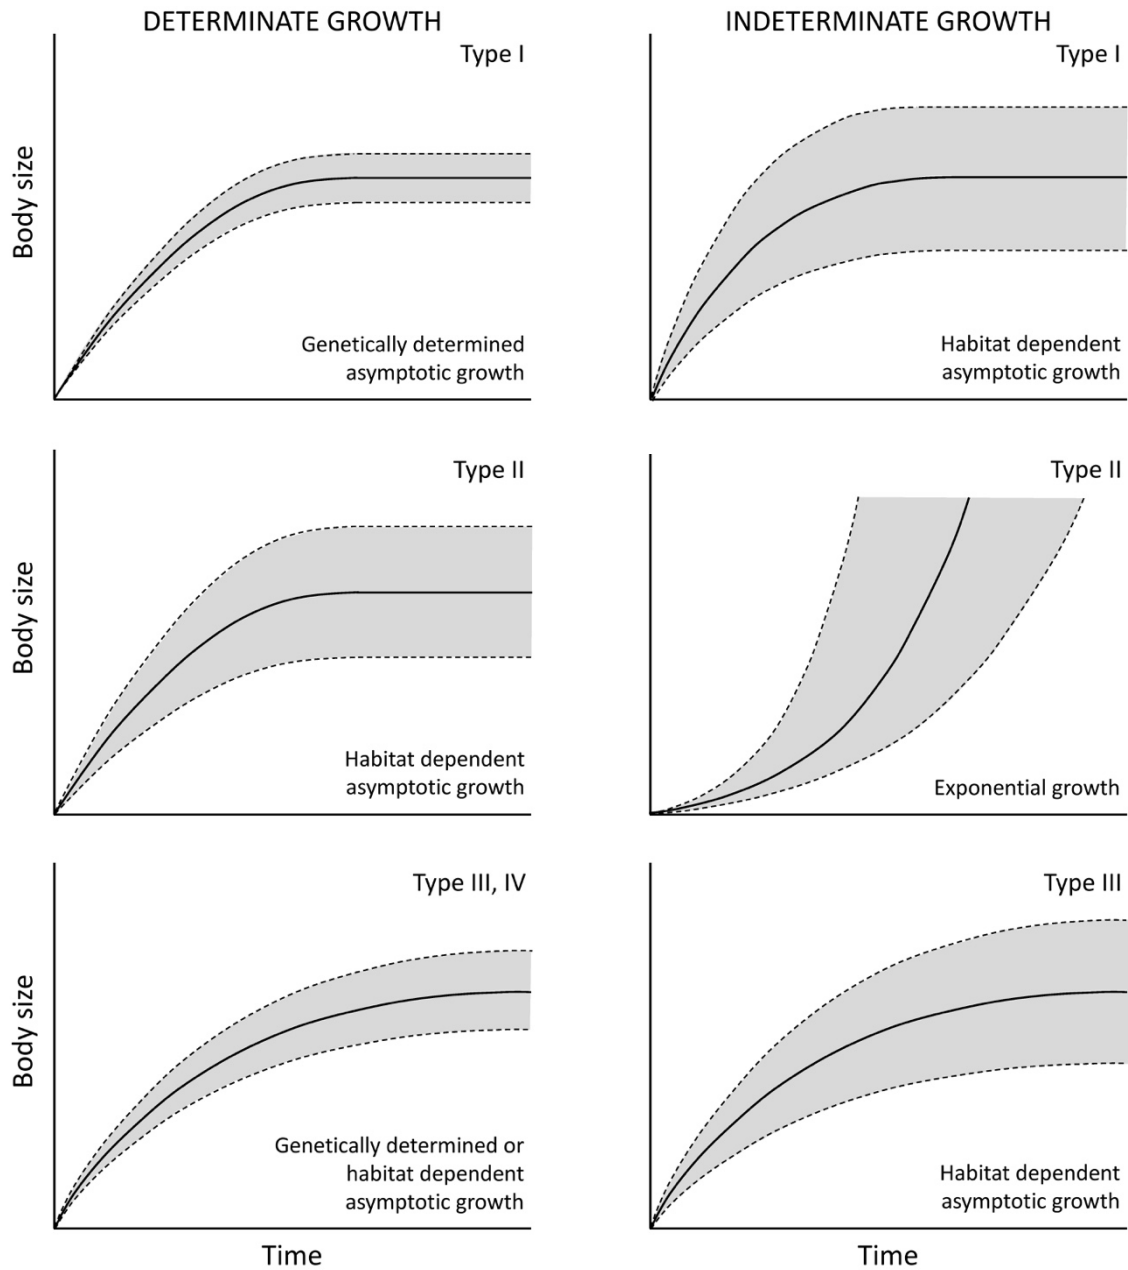 DETERMINATE GROWTH
INDETERMINATE GROWTH
Type I
Body size
Genetically determined
asymptotic growth
Type I
Habitat dependent
asymptotic growth
Type II
Body size
Habitat dependent
asymptotic growth
Type II
Exponential growth
Type III, IV
Body size
Genetically determined or
habitat dependent
asymptotic growth
Time
Type III
Habitat dependent
asymptotic growth
Time